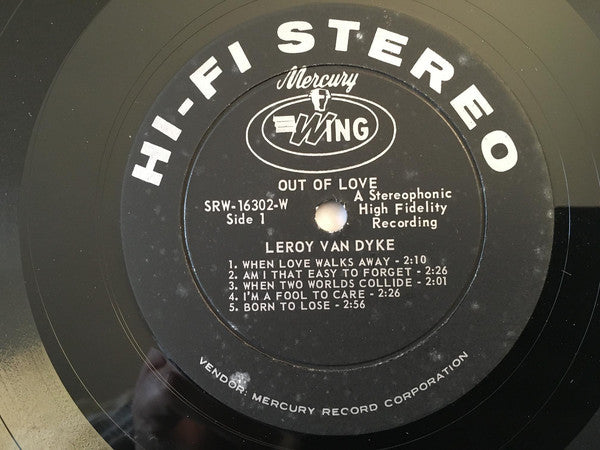 HI-FI STEREO
Mercury
WING
OUT OF LOVE
SRW-16302-W
Side 1
A Stereophonic
High Fidelity
Recording
LEROY VAN DYKE
1. WHEN LOVE WALKS AWAY - 2:10
2. AM I THAT EASY TO FORGET - 2:26
3. WHEN TWO WORLDS COLLIDE - 2:01
4. I'M A FOOL TO CARE - 2:26
5. BORN TO LOSE - 2:56
VENDOR: MERCURY RECORD CORPORATION